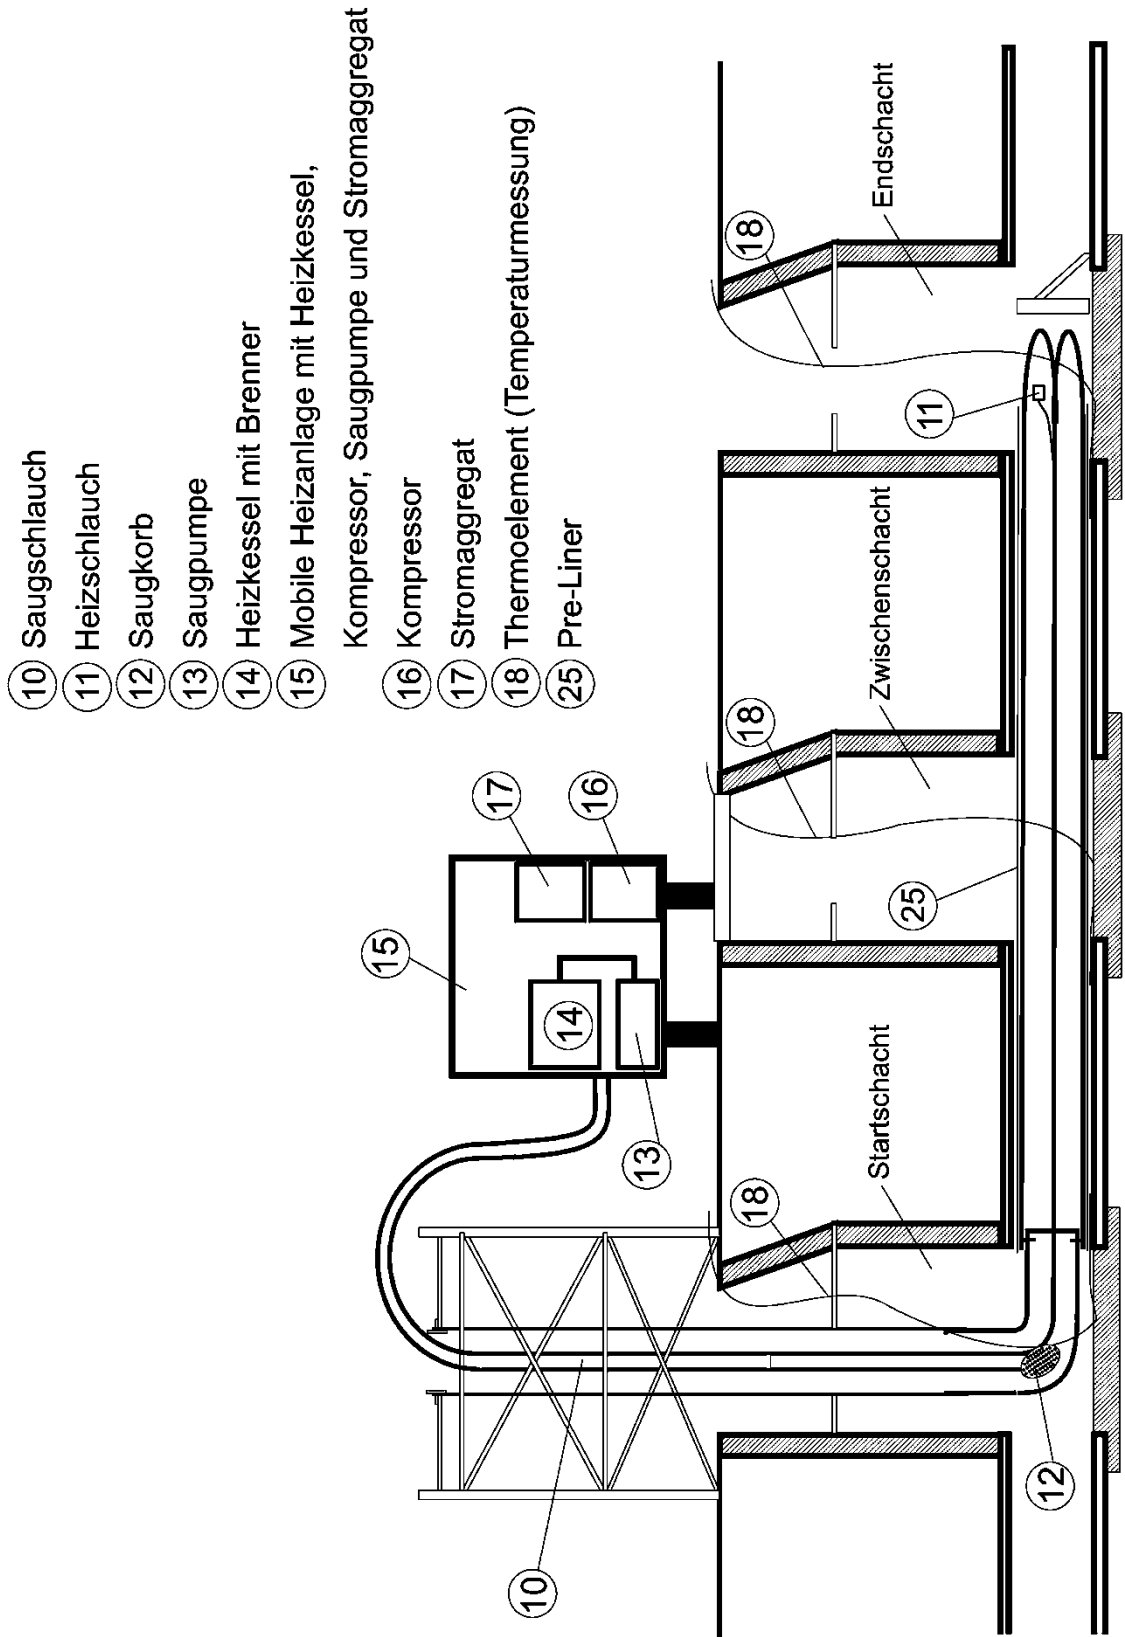 10 Saugschlauch
11 Heizschlauch
12 Saugkorb
13 Saugpumpe
14 Heizkessel mit Brenner
15 Mobile Heizanlage mit Heizkessel,
Kompressor, Saugpumpe und Stromaggregat
16 Kompressor
17 Stromaggregat
18 Thermoelement (Temperaturmessung)
25 Pre-Liner
15
17
14
16
13
10
18
18
18
Startschacht
Zwischenschacht
Endschacht
25
11
12